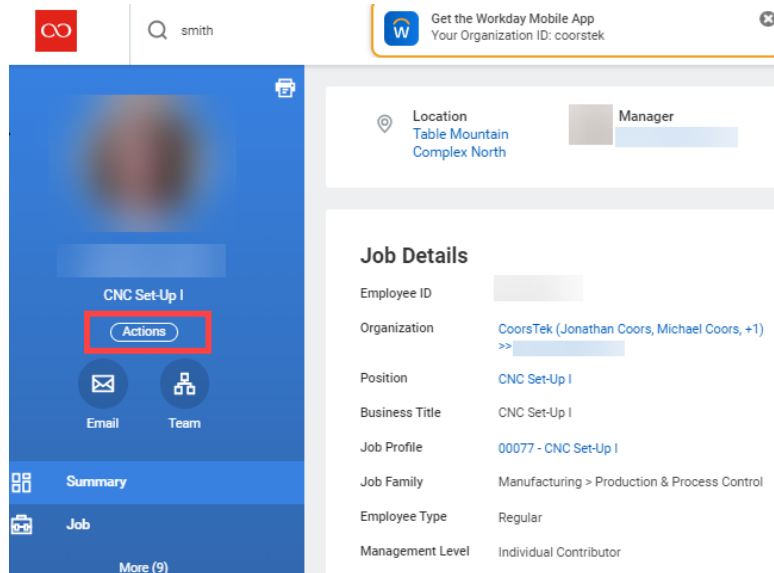 smith
Get the Workday Mobile App
Your Organization ID: coorstek
CNC Set-Up I
Actions
Email
Team
Summary
Job
More (9)
Location
Table Mountain
Complex North
Manager
Job Details
Employee ID
Organization
CoorsTek (Jonathan Coors, Michael Coors, +1)
>>
Position
CNC Set-Up I
Business Title
CNC Set-Up I
Job Profile
00077 - CNC Set-Up I
Job Family
Manufacturing > Production & Process Control
Employee Type
Regular
Management Level
Individual Contributor